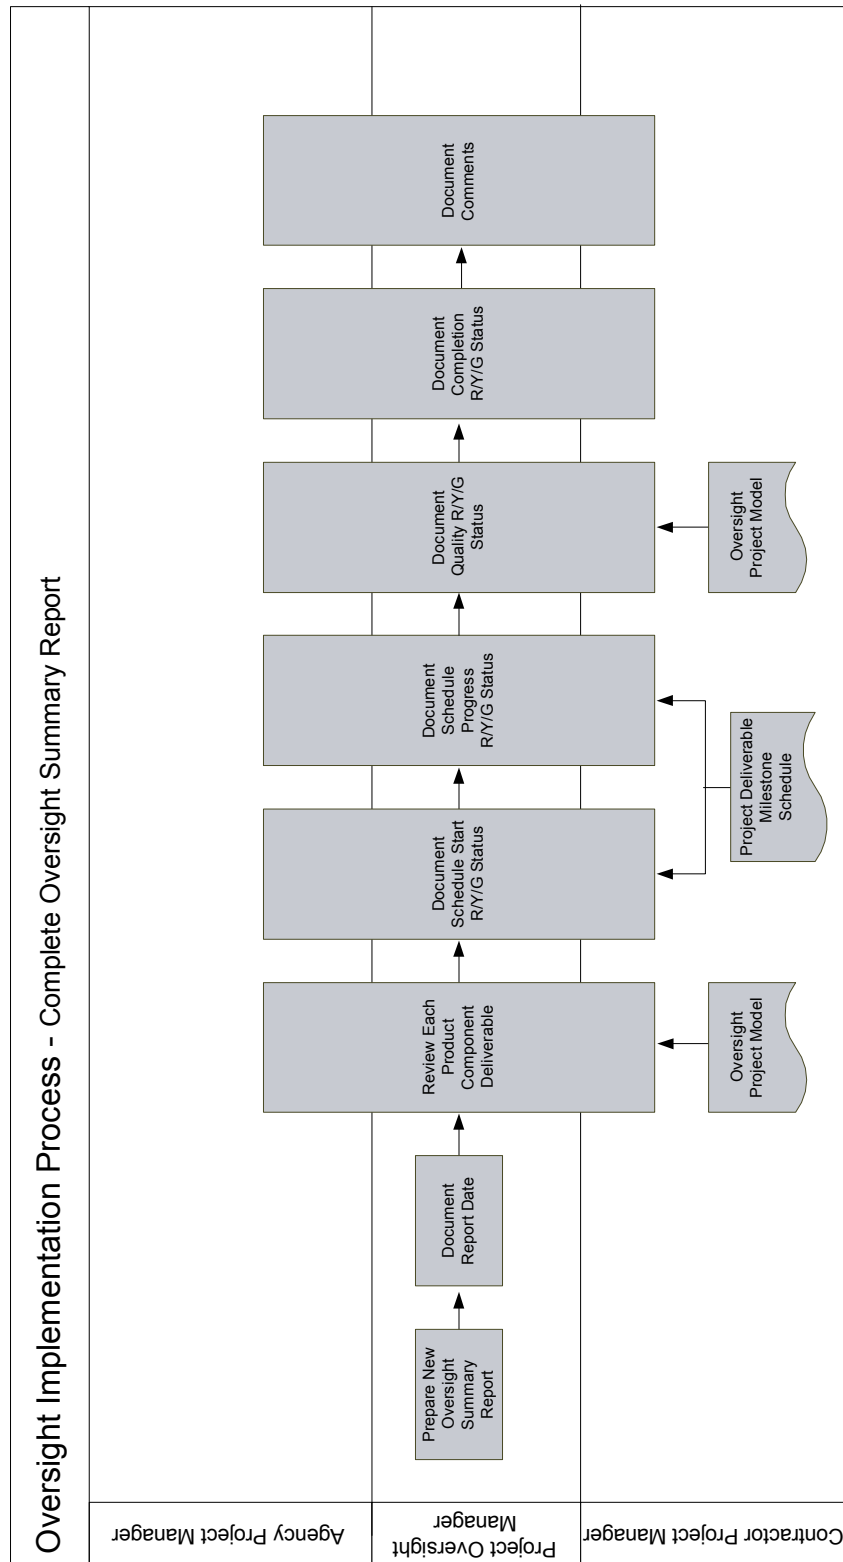 Oversight Implementation Process - Complete Oversight Summary Report
Agency Project Manager
Project Oversight
Manager
Contractor Project Manager
Prepare New
Oversight
Summary
Report
Document
Report Date
Review Each
Product
Component
Deliverable
Document
Schedule Start
R/Y/G Status
Document
Schedule
Progress
R/Y/G Status
Document
Quality R/Y/G
Status
Document
Completion
R/Y/G Status
Document
Comments
Oversight
Project Model
Project Deliverable
Milestone
Schedule
Oversight
Project Model